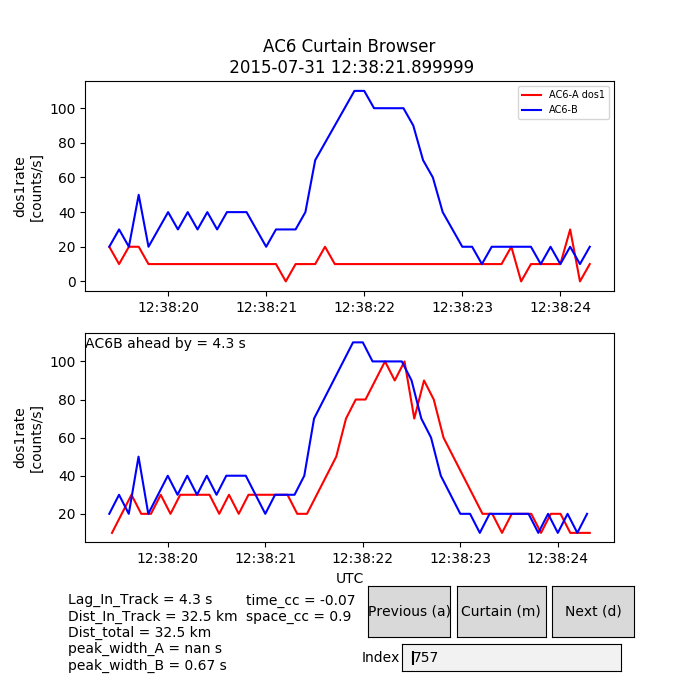 AC6 Curtain Browser
2015-07-31 12:38:21.899999
AC6-A dos1
AC6-B
dos1rate
[counts/s]
100
80
60
40
20
0
12:38:20 12:38:21 12:38:22 12:38:23 12:38:24
AC6B ahead by = 4.3 s
dos1rate
[counts/s]
100
80
60
40
20
12:38:20 12:38:21 12:38:22 12:38:23 12:38:24
UTC
Lag_In_Track = 4.3 s time_cc = -0.07
Dist_In_Track = 32.5 km space_cc = 0.9
Dist_total = 32.5 km
peak_width_A = nan s
peak_width_B = 0.67 s
Previous (a) Curtain (m) Next (d)
Index 757